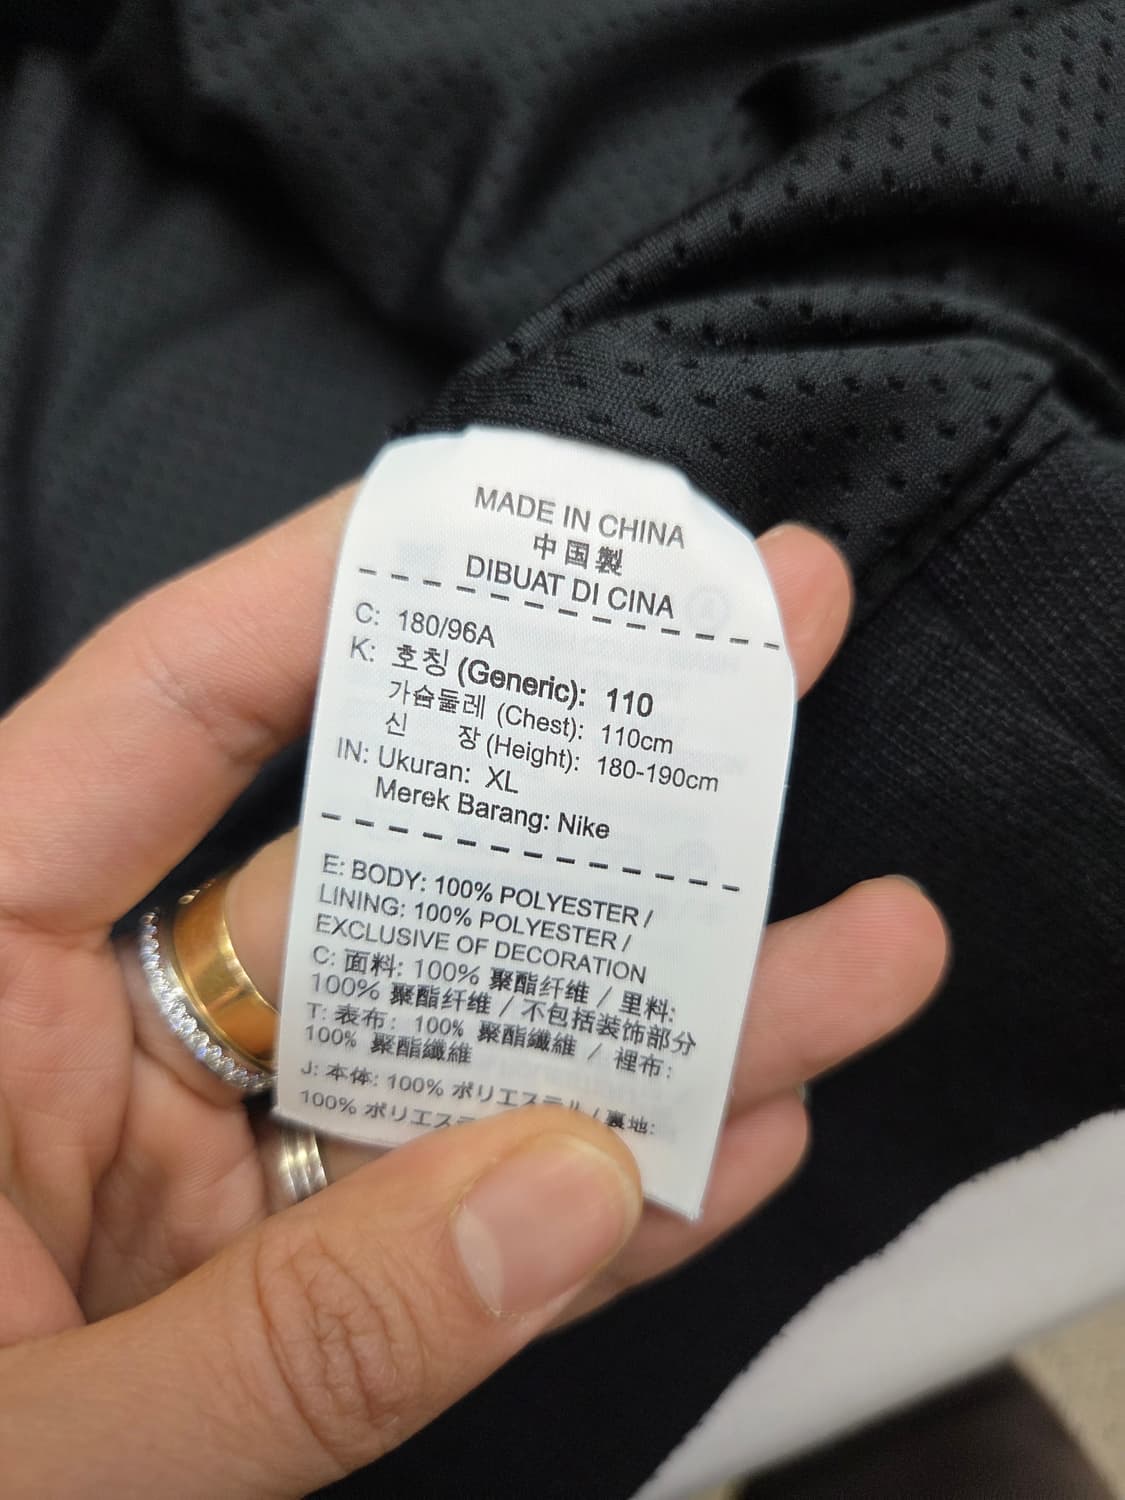 MADE IN CHINA
中国製
DIBUAT DI CINA
C: 180/96A
K: 호칭 (Generic): 110
가슴둘레 (Chest): 110cm
신 장 (Height): 180-190cm
IN: Ukuran: XL
Merek Barang: Nike
E: BODY: 100% POLYESTER /
LINING: 100% POLYESTER /
EXCLUSIVE OF DECORATION
C: 面料: 100% 聚酯纤维 / 里料:
100% 聚酯纤维 / 不包括装饰部分
T: 表布: 100% 聚酯纖維 / 裡布:
100% 聚酯纖維
J: 本体: 100% ポリエステル / 裏地:
100%